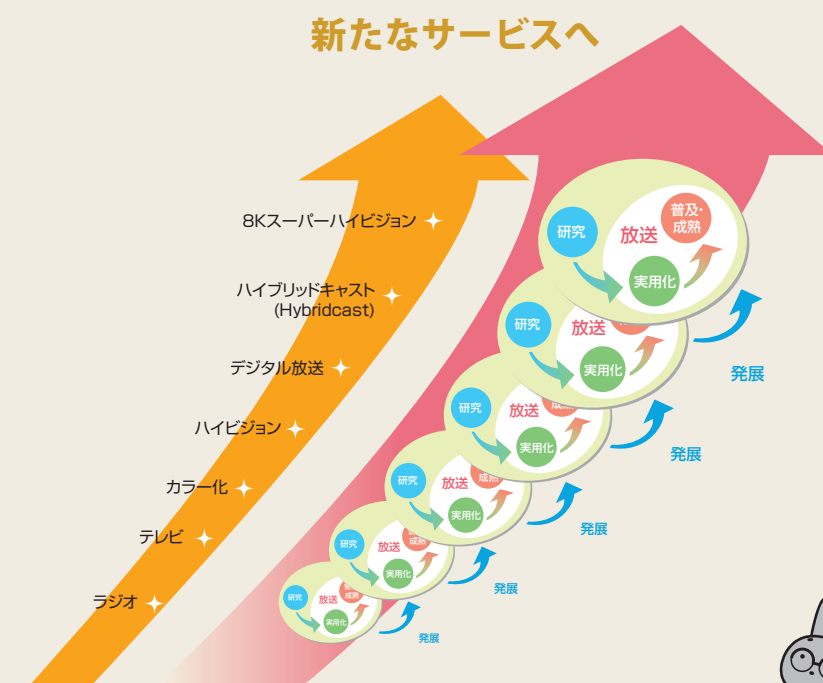 新たなサービスへ
8Kスーパーハイビジョン
ハイブリッドキャスト
(Hybridcast)
デジタル放送
ハイビジョン
カラー化
テレビ
ラジオ
研究
放送
普及・
成熟
実用化
発展
研究
放送
実用化
発展
研究
放送
成熟
実用化
発展
研究
放送
成熟
実用化
発展
研究
放送
成熟
実用化
発展
研究
放送
成熟
実用化
発展